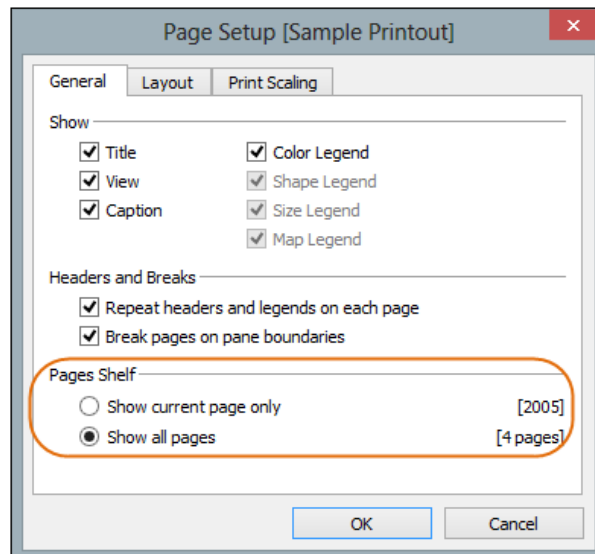 Page Setup [Sample Printout]
General Layout Print Scaling
Show
Title Color Legend
View Shape Legend
Caption Size Legend
Map Legend
Headers and Breaks
Repeat headers and legends on each page
Break pages on pane boundaries
Pages Shelf
Show current page only [2005]
Show all pages [4 pages]
OK Cancel